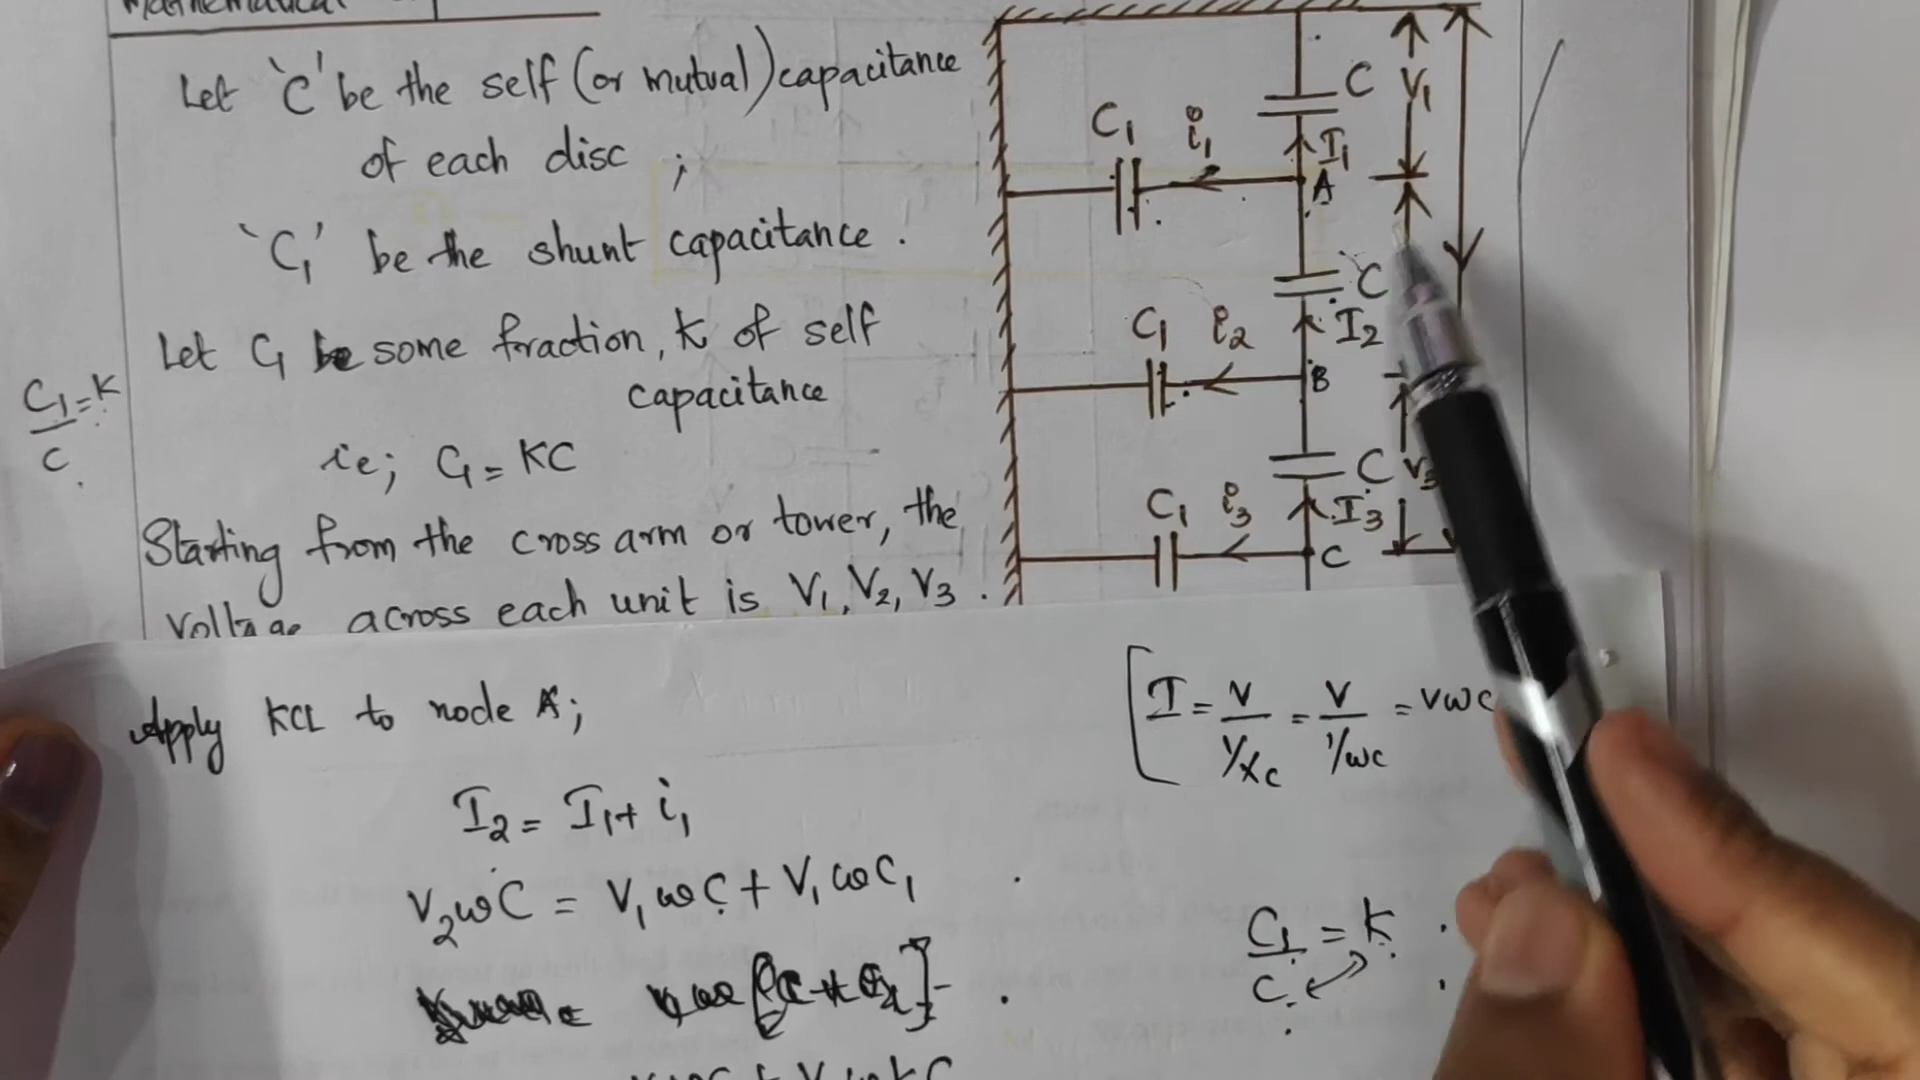 Mathematical
Let 'C' be the self (or mutual) capacitance
of each disc ;
'C₁' be the shunt capacitance .
Let C₁ be some fraction, K of self
capacitance
C₁/C = K
ie; C₁ = KC
Starting from the cross arm or tower, the
voltage across each unit is V₁, V₂, V₃ .
C
V₁
C₁ i₁
I₁
A
C
C₁ i₂
I₂
B
C V₃
C₁ i₃
I₃
C
Apply KCL to node A;
[I = V/(1/Xc) = V/(1/ωc) = Vωc
I₂ = I₁ + i₁
V₂ωC = V₁ωC + V₁ωC₁
C₁/C = K